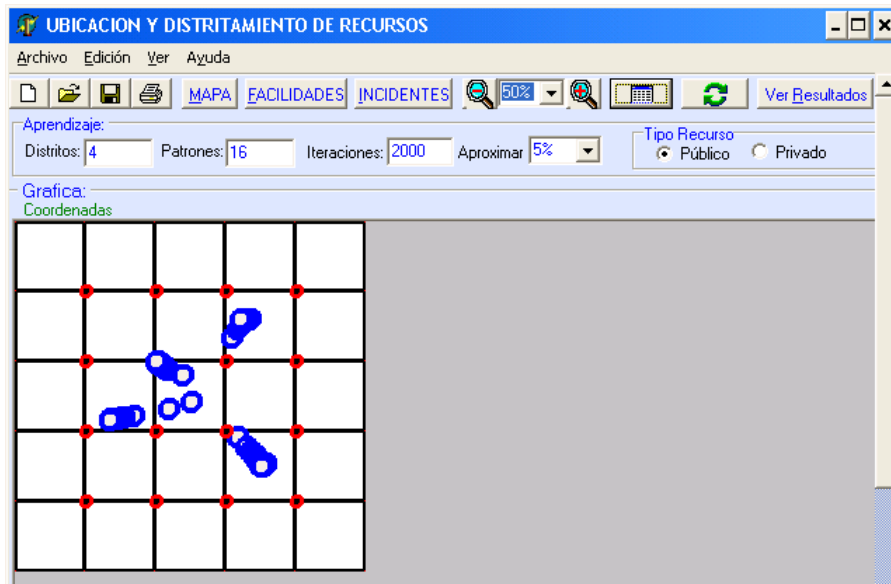 UBICACION Y DISTRITAMIENTO DE RECURSOS
Archivo Edición Ver Ayuda
MAPA FACILIDADES INCIDENTES 50% Ver Resultados
Aprendizaje:
Tipo Recurso
Distritos: 4 Patrones: 16 Iteraciones: 2000 Aproximar 5% Público Privado
Grafica:
Coordenadas